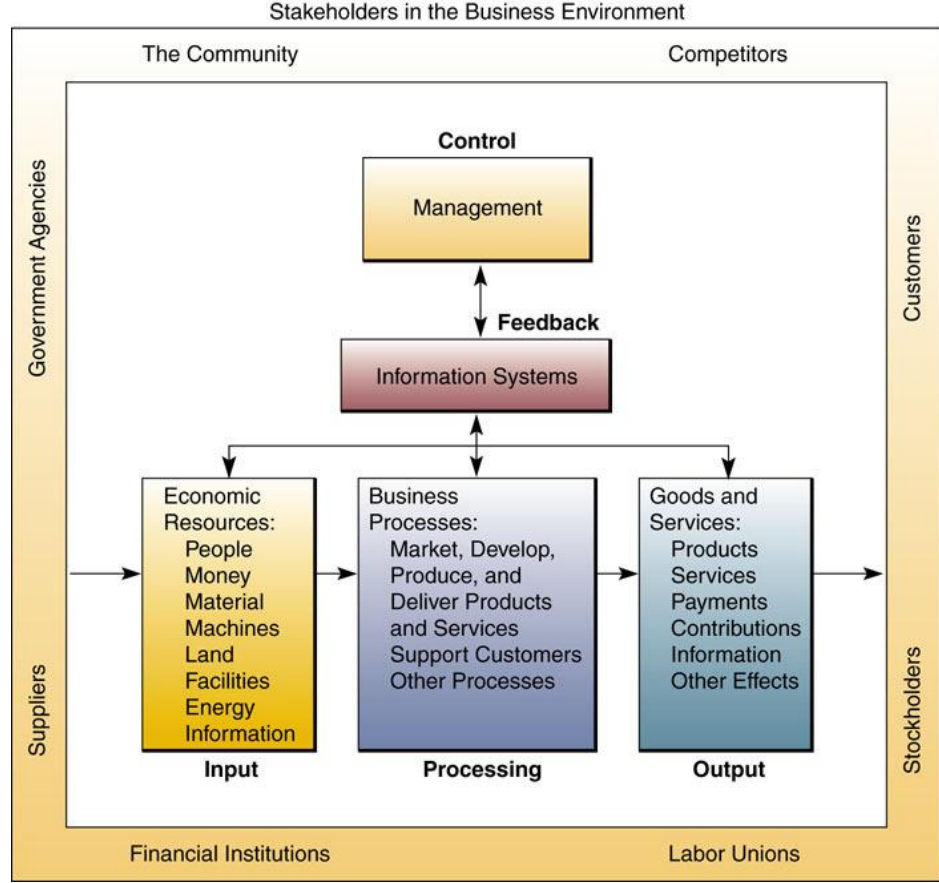 Stakeholders in the Business Environment
The Community
Competitors
Government Agencies
Customers
Control
Management
Feedback
Information Systems
Economic
Resources:
People
Money
Material
Machines
Land
Facilities
Energy
Information
Input
Business
Processes:
Market, Develop,
Produce, and
Deliver Products
and Services
Support Customers
Other Processes
Processing
Goods and
Services:
Products
Services
Payments
Contributions
Information
Other Effects
Output
Suppliers
Stockholders
Financial Institutions
Labor Unions